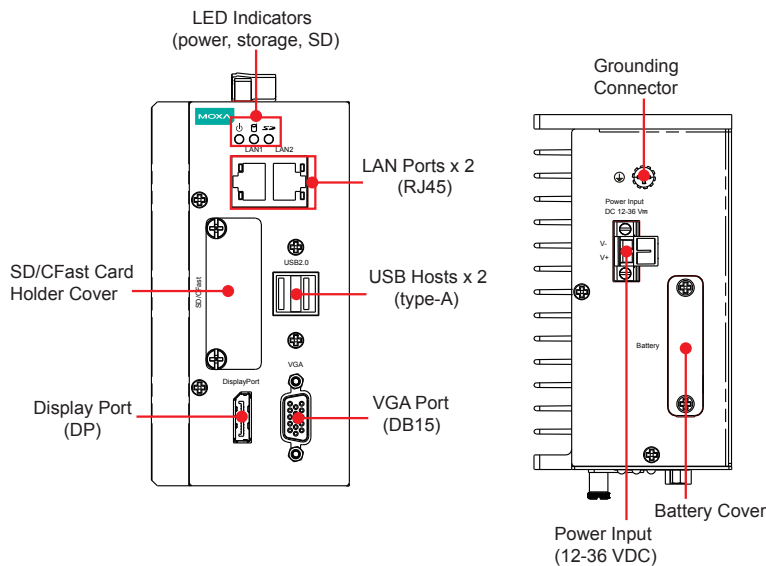 LED Indicators
(power, storage, SD)
MOXA
LAN1 LAN2
LAN Ports x 2
(RJ45)
SD/CFast Card
Holder Cover
SD/CFast
USB2.0
USB Hosts x 2
(type-A)
VGA
DisplayPort
Display Port
(DP)
VGA Port
(DB15)
Grounding
Connector
Power Input
DC 12-36 V
V-
V+
Battery
Battery Cover
Power Input
(12-36 VDC)